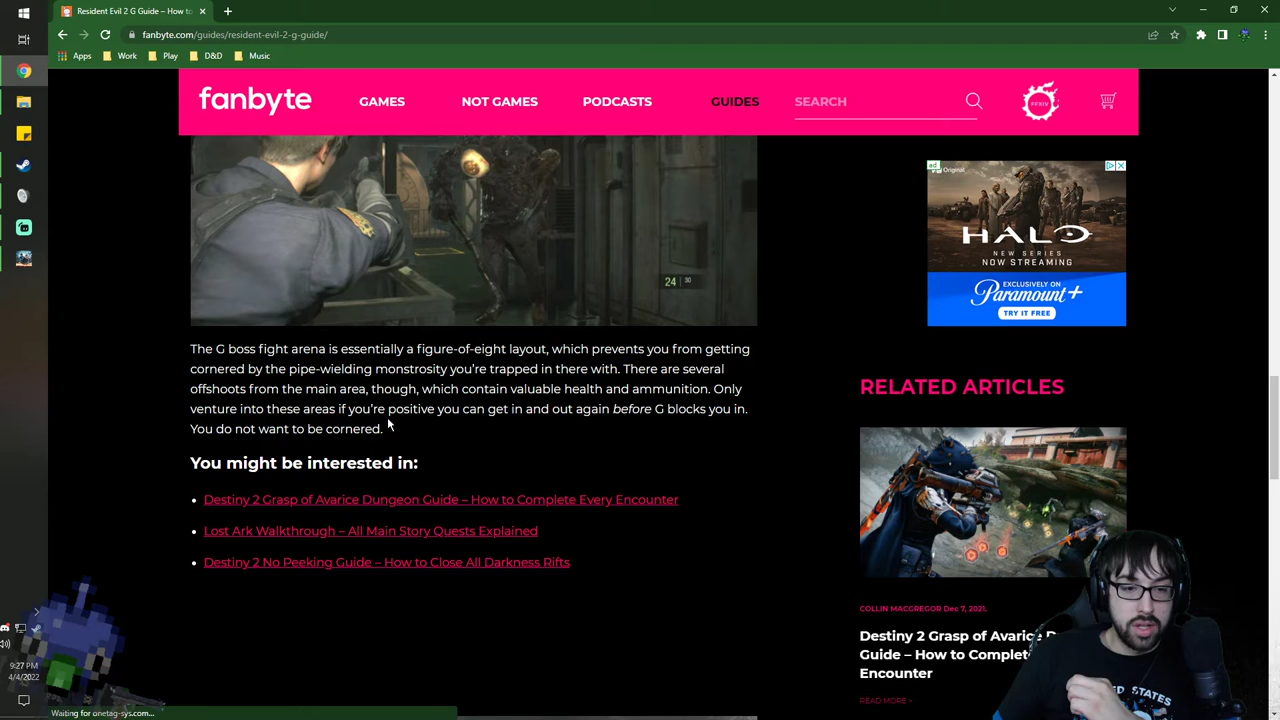 fanbyte.com/guides/resident-evil-2-g-guide/
Apps Resident Evil Work Play D&D Music
fanbyte GAMES NOT GAMES PODCASTS GUIDES SEARCH FFXIV
24 30
ad Original
HALO
NEW SERIES
NOW STREAMING
EXCLUSIVELY ON
Paramount+
TRY IT FREE
The G boss fight arena is essentially a figure-of-eight layout, which prevents you from getting
cornered by the pipe-wielding monstrosity you're trapped in there with. There are several
offshoots from the main area, though, which contain valuable health and ammunition. Only
venture into these areas if you're positive you can get in and out again before G blocks you in.
You do not want to be cornered.
You might be interested in:
• Destiny 2 Grasp of Avarice Dungeon Guide – How to Complete Every Encounter
• Lost Ark Walkthrough – All Main Story Quests Explained
• Destiny 2 No Peeking Guide – How to Close All Darkness Rifts
RELATED ARTICLES
COLLIN MACGREGOR Dec 7, 2021.
Destiny 2 Grasp of Avarice
Guide – How to Complete
Encounter
READ MORE »
9:27 PM
4/4/2022
Waiting for onetag-sys.com...
UNITED STATES